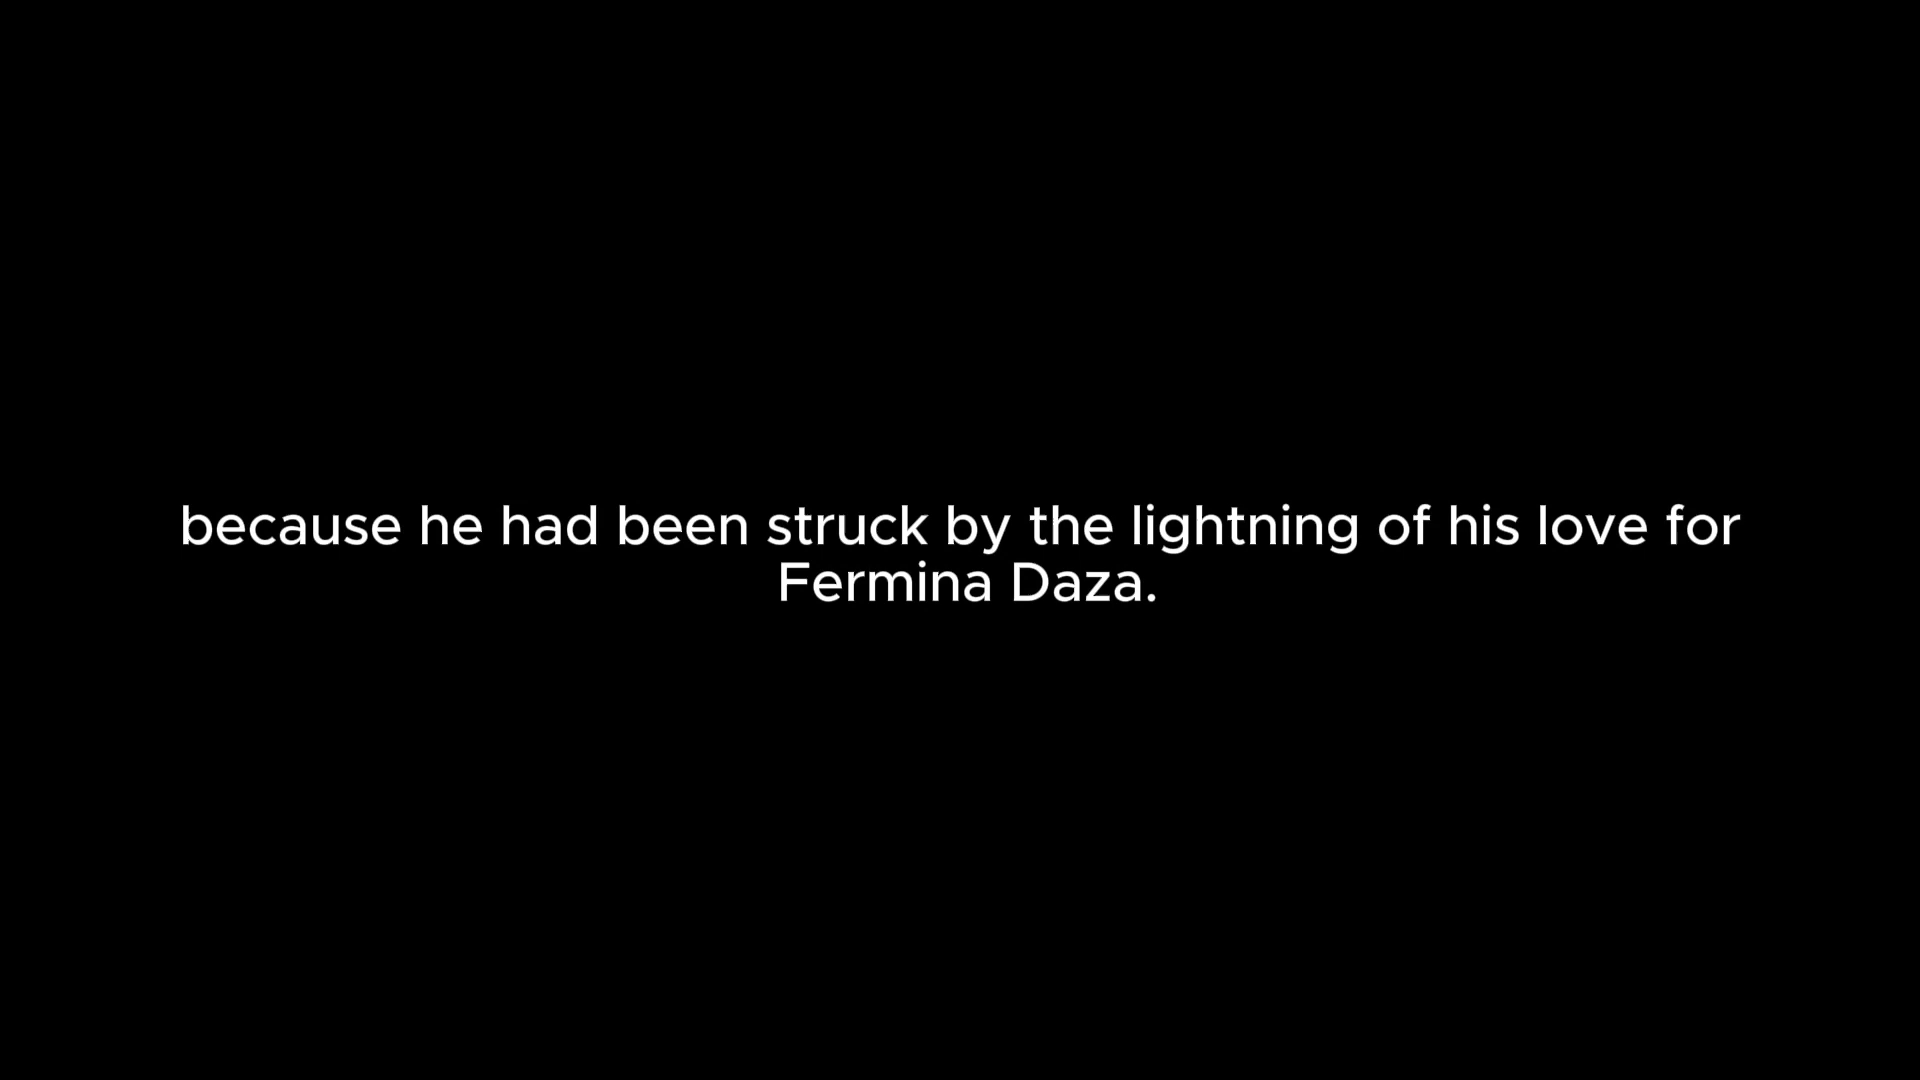 because he had been struck by the lightning of his love for
Fermina Daza.